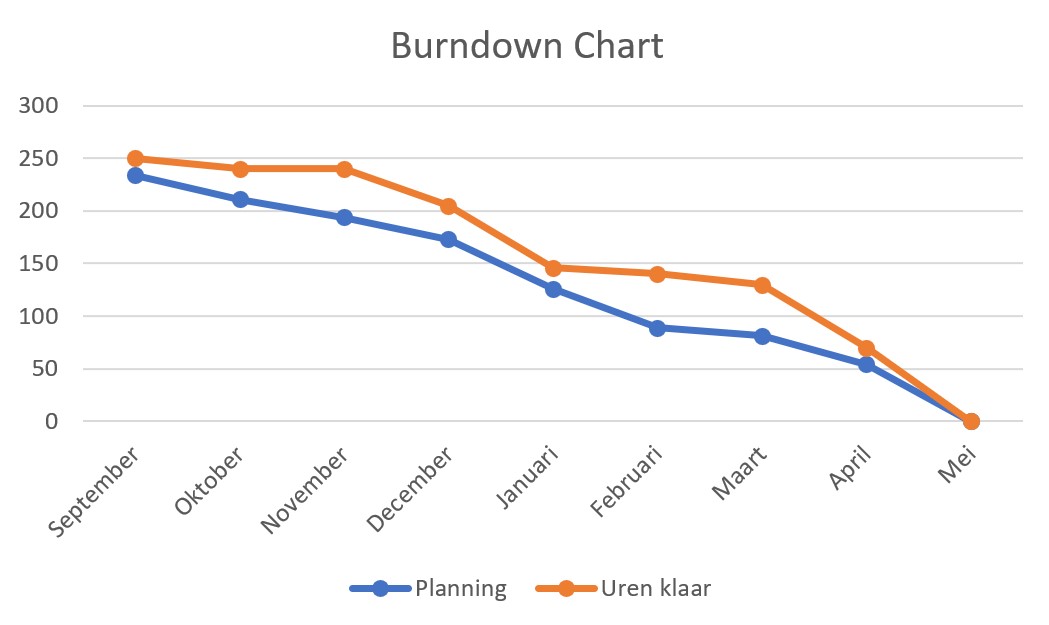 Burndown Chart
300
250
200
150
100
50
0
September
Oktober
November
December
Januari
Februari
Maart
April
Mei
Planning
Uren klaar